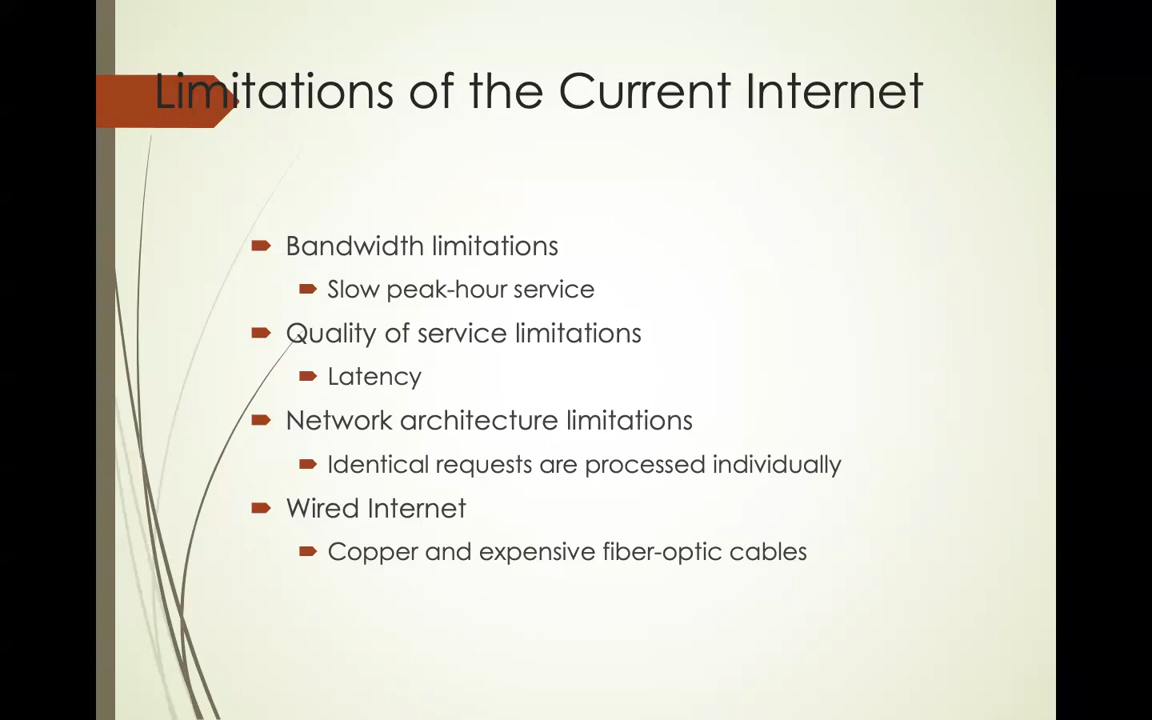 Limitations of the Current Internet
Bandwidth limitations
Slow peak-hour service
Quality of service limitations
Latency
Network architecture limitations
Identical requests are processed individually
Wired Internet
Copper and expensive fiber-optic cables